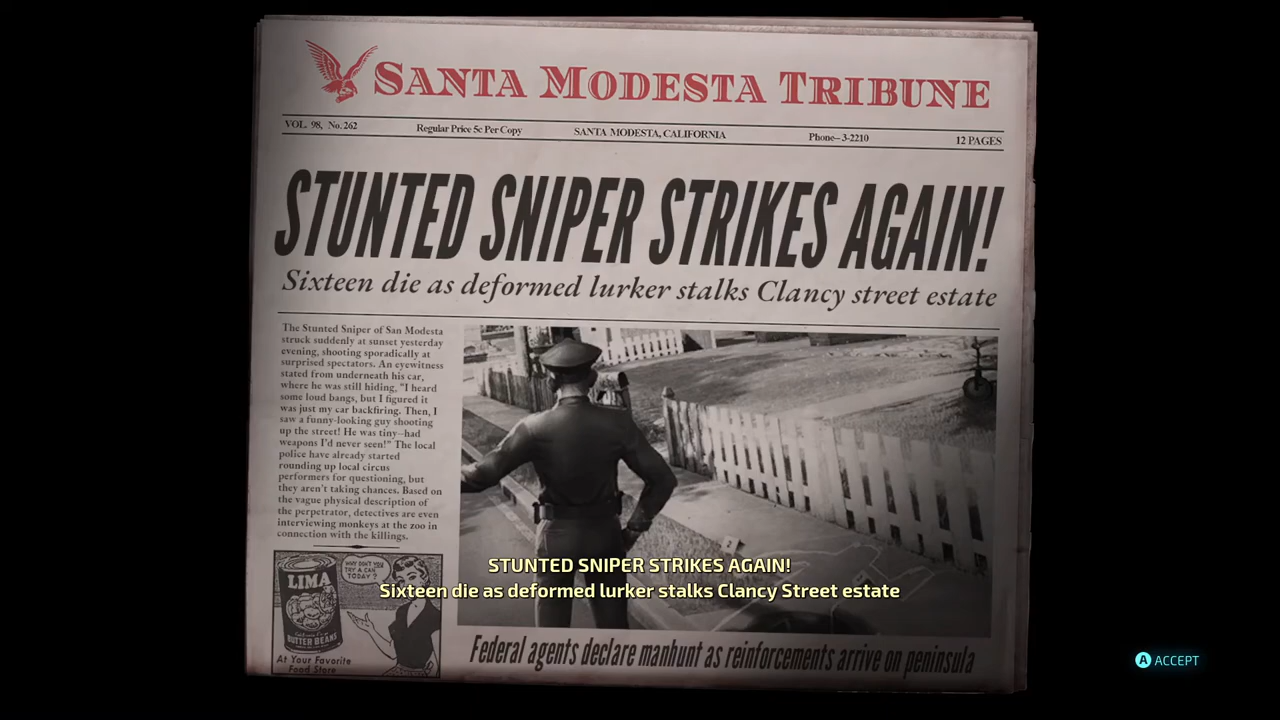 SANTA MODESTA TRIBUNE
VOL. 98, No. 262 Regular Price 5c Per Copy SANTA MODESTA, CALIFORNIA Phone–3-2210 12 PAGES
STUNTED SNIPER STRIKES AGAIN!
Sixteen die as deformed lurker stalks Clancy street estate
The Stunted Sniper of San Modesta
struck suddenly at sunset yesterday
evening, shooting sporadically at
surprised spectators. An eyewitness
stated from underneath his car,
where he was still hiding, "I heard
some loud bangs, but I figured it
was just my car backfiring. Then, I
saw a funny-looking guy shooting
up the street! He was tiny—had
weapons I'd never seen!" The local
police have already started
rounding up local circus
performers for questioning, but
they aren't taking chances. Based on
the vague physical description of
the perpetrator, detectives are even
interviewing monkeys at the zoo in
connection with the killings.
LIMA
BUTTER BEANS
WHY DON'T YOU
TRY A CAN
TODAY?
At Your Favorite
Food Store
STUNTED SNIPER STRIKES AGAIN!
Sixteen die as deformed lurker stalks Clancy Street estate
Federal agents declare manhunt as reinforcements arrive on peninsula
A ACCEPT